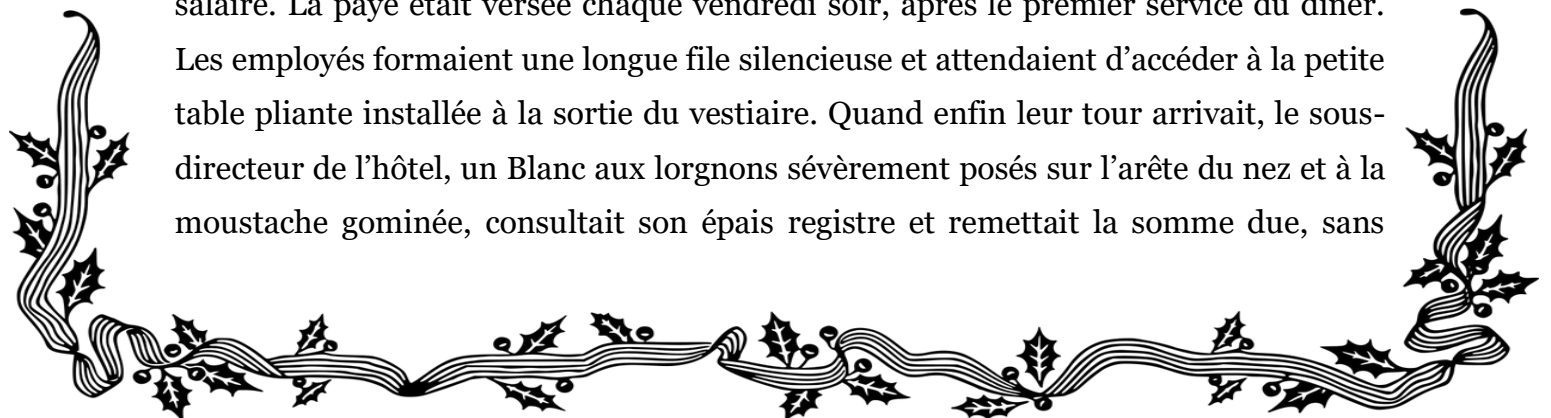 salaire. La paye était versée chaque vendredi soir, après le premier service du dîner.
Les employés formaient une longue file silencieuse et attendaient d’accéder à la petite
table pliante installée à la sortie du vestiaire. Quand enfin leur tour arrivait, le sous-
directeur de l’hôtel, un Blanc aux lorgnons sévèrement posés sur l’arête du nez et à la
moustache gominée, consultait son épais registre et remettait la somme due, sans